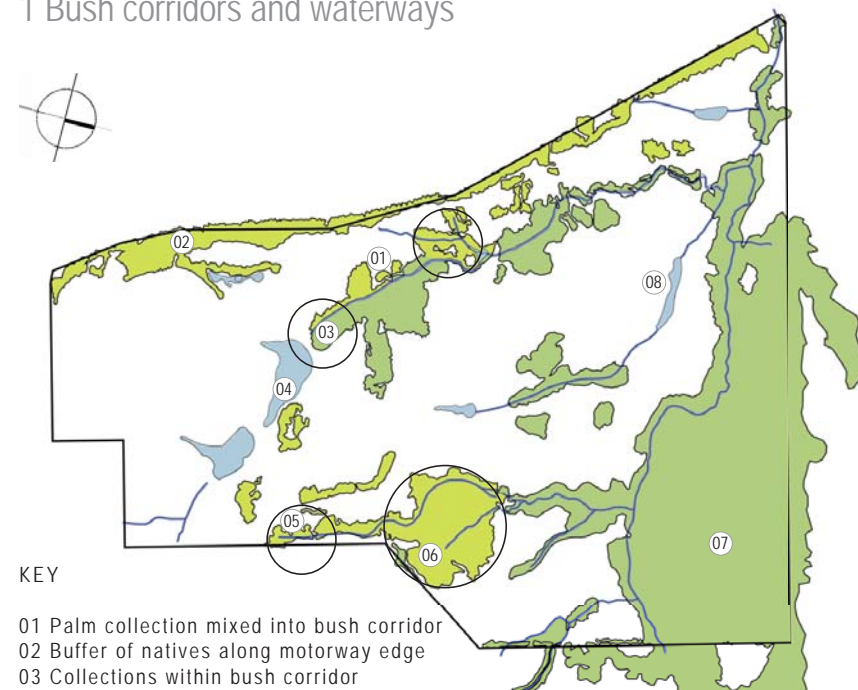 1 Bush corridors and waterways
02
01
03
04
05
06
07
08
KEY
01 Palm collection mixed into bush corridor
02 Buffer of natives along motorway edge
03 Collections within bush corridor